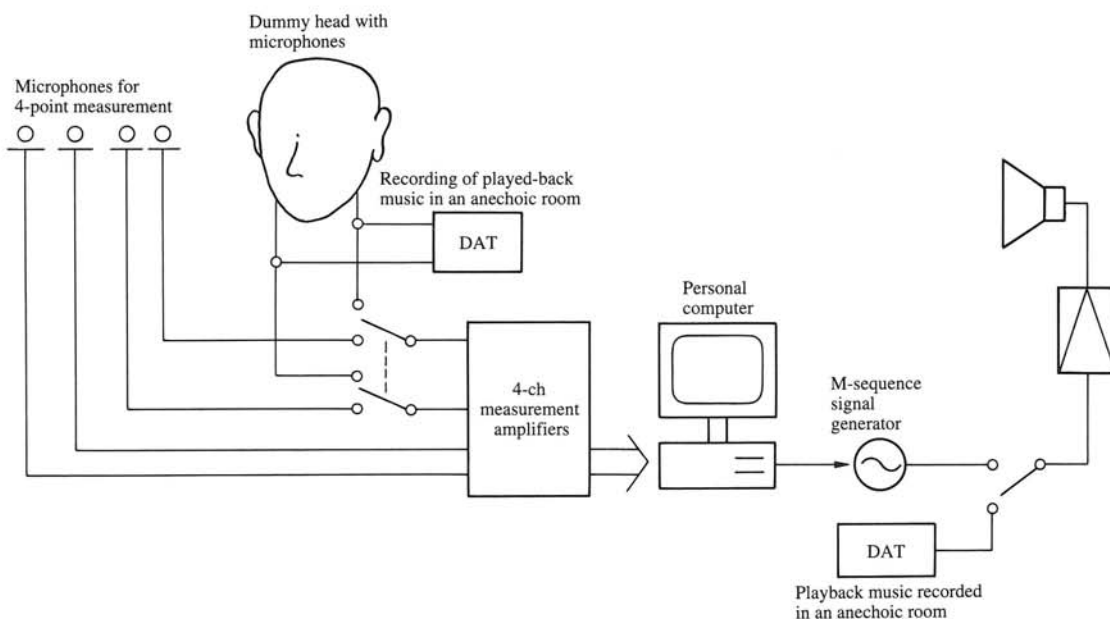 Dummy head with
microphones
Microphones for
4-point measurement
Recording of played-back
music in an anechoic room
DAT
Personal
computer
4-ch
measurement
amplifiers
M-sequence
signal
generator
DAT
Playback music recorded
in an anechoic room